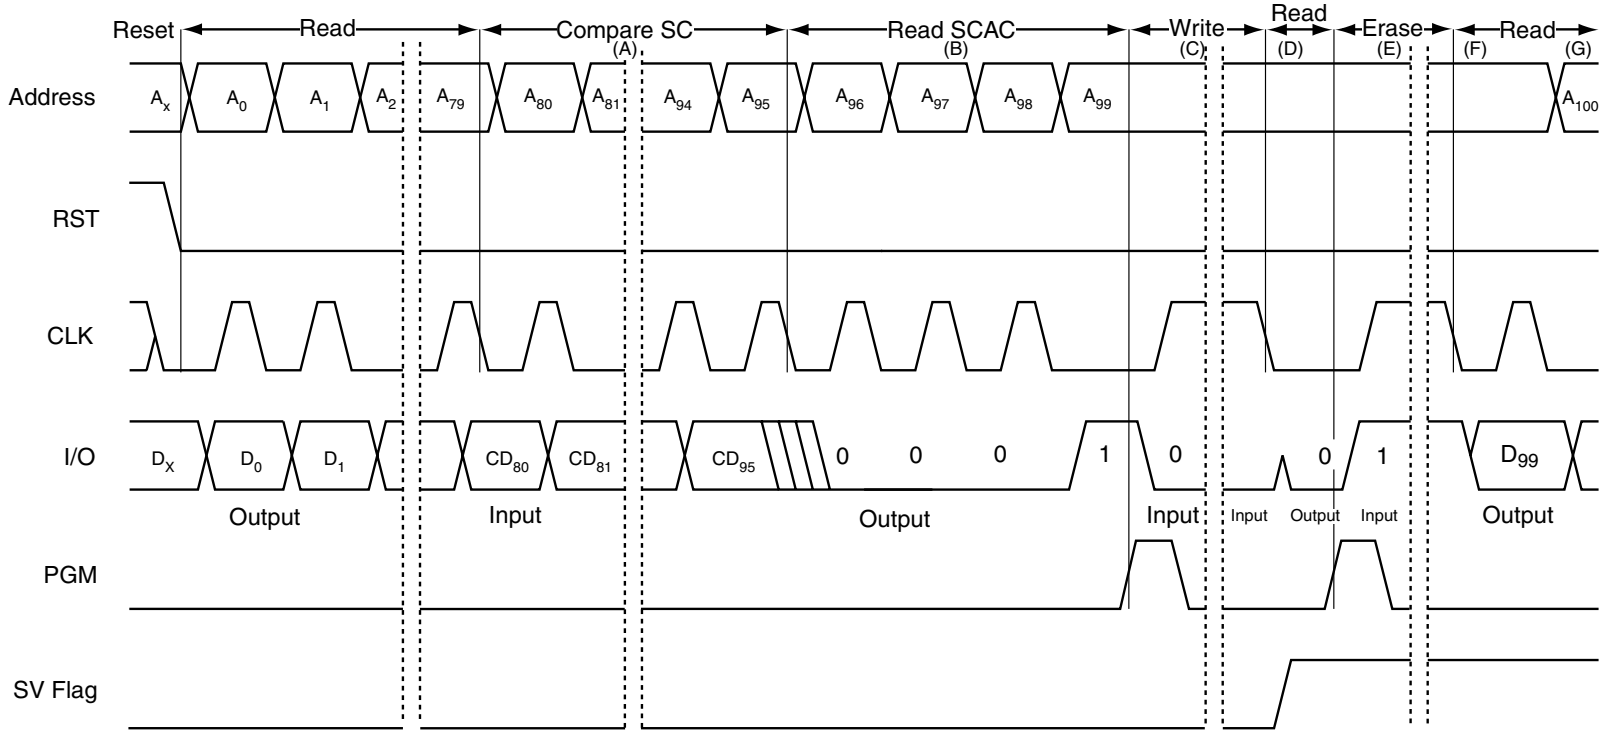 Reset Read Compare SC Read SCAC Write Read Erase Read
(A) (B) (C) (D) (E) (F) (G)
Address Ax A0 A1 A2 A79 A80 A81 A94 A95 A96 A97 A98 A99 A100
RST
CLK
I/O DX D0 D1 CD80 CD81 CD95 0 0 0 1 0 0 1 D99
Output Input Output Input Input Output Input Output
PGM
SV Flag